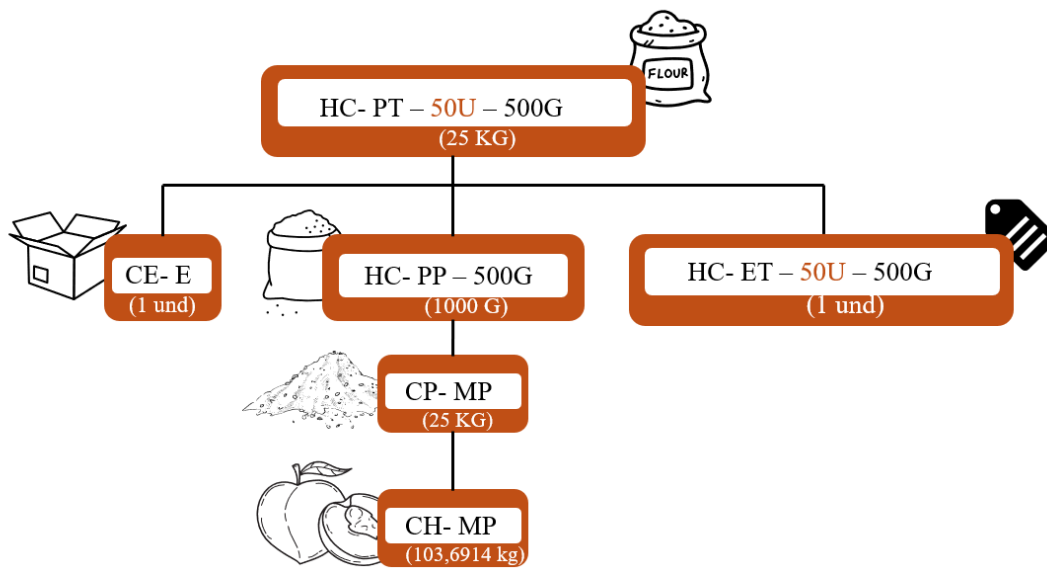 FLOUR
HC- PT – 50U – 500G
(25 KG)
CE- E
(1 und)
HC- PP – 500G
(1000 G)
HC- ET – 50U – 500G
(1 und)
CP- MP
(25 KG)
CH- MP
(103,6914 kg)